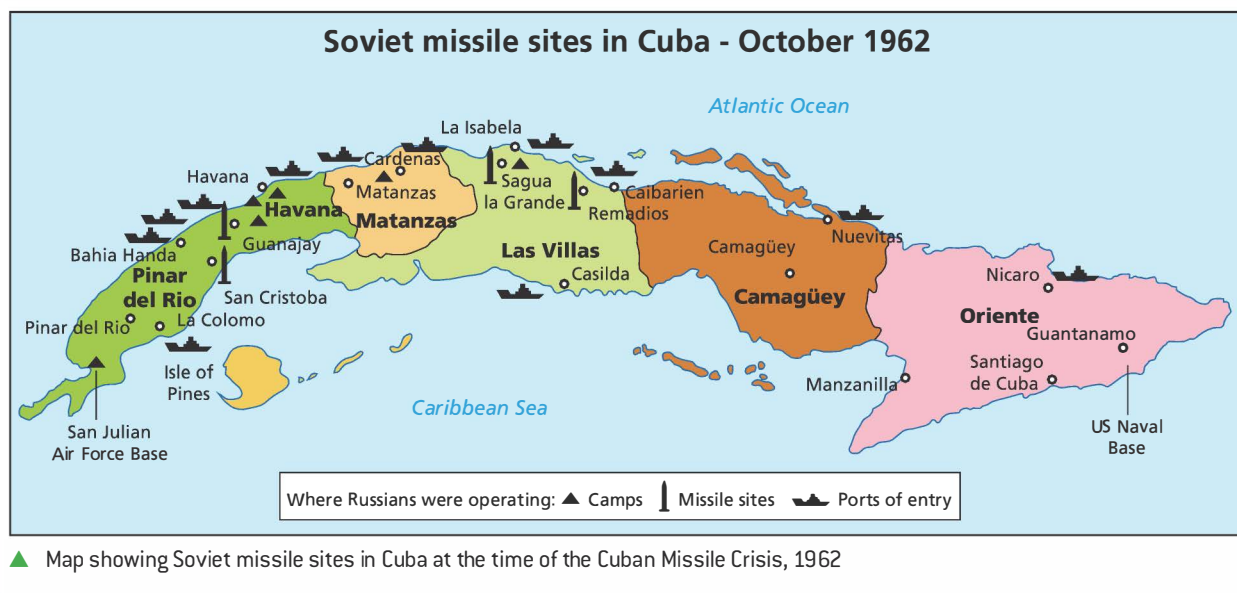 Soviet missile sites in Cuba - October 1962
Atlantic Ocean
La Isabela
Cardenas
Havana
Matanzas
Sagua
la Grande
Caibarien
Remadios
Havana
Matanzas
Nuevitas
Guanajay
Bahia Handa
Las Villas
Camagüey
Pinar
del Rio
Casilda
Nicaro
San Cristoba
Camagüey
Oriente
Pinar del Rio
La Colomo
Guantanamo
Isle of
Pines
Manzanilla
Santiago
de Cuba
Caribbean Sea
San Julian
Air Force Base
US Naval
Base
Where Russians were operating: Camps Missile sites Ports of entry
Map showing Soviet missile sites in Cuba at the time of the Cuban Missile Crisis, 1962